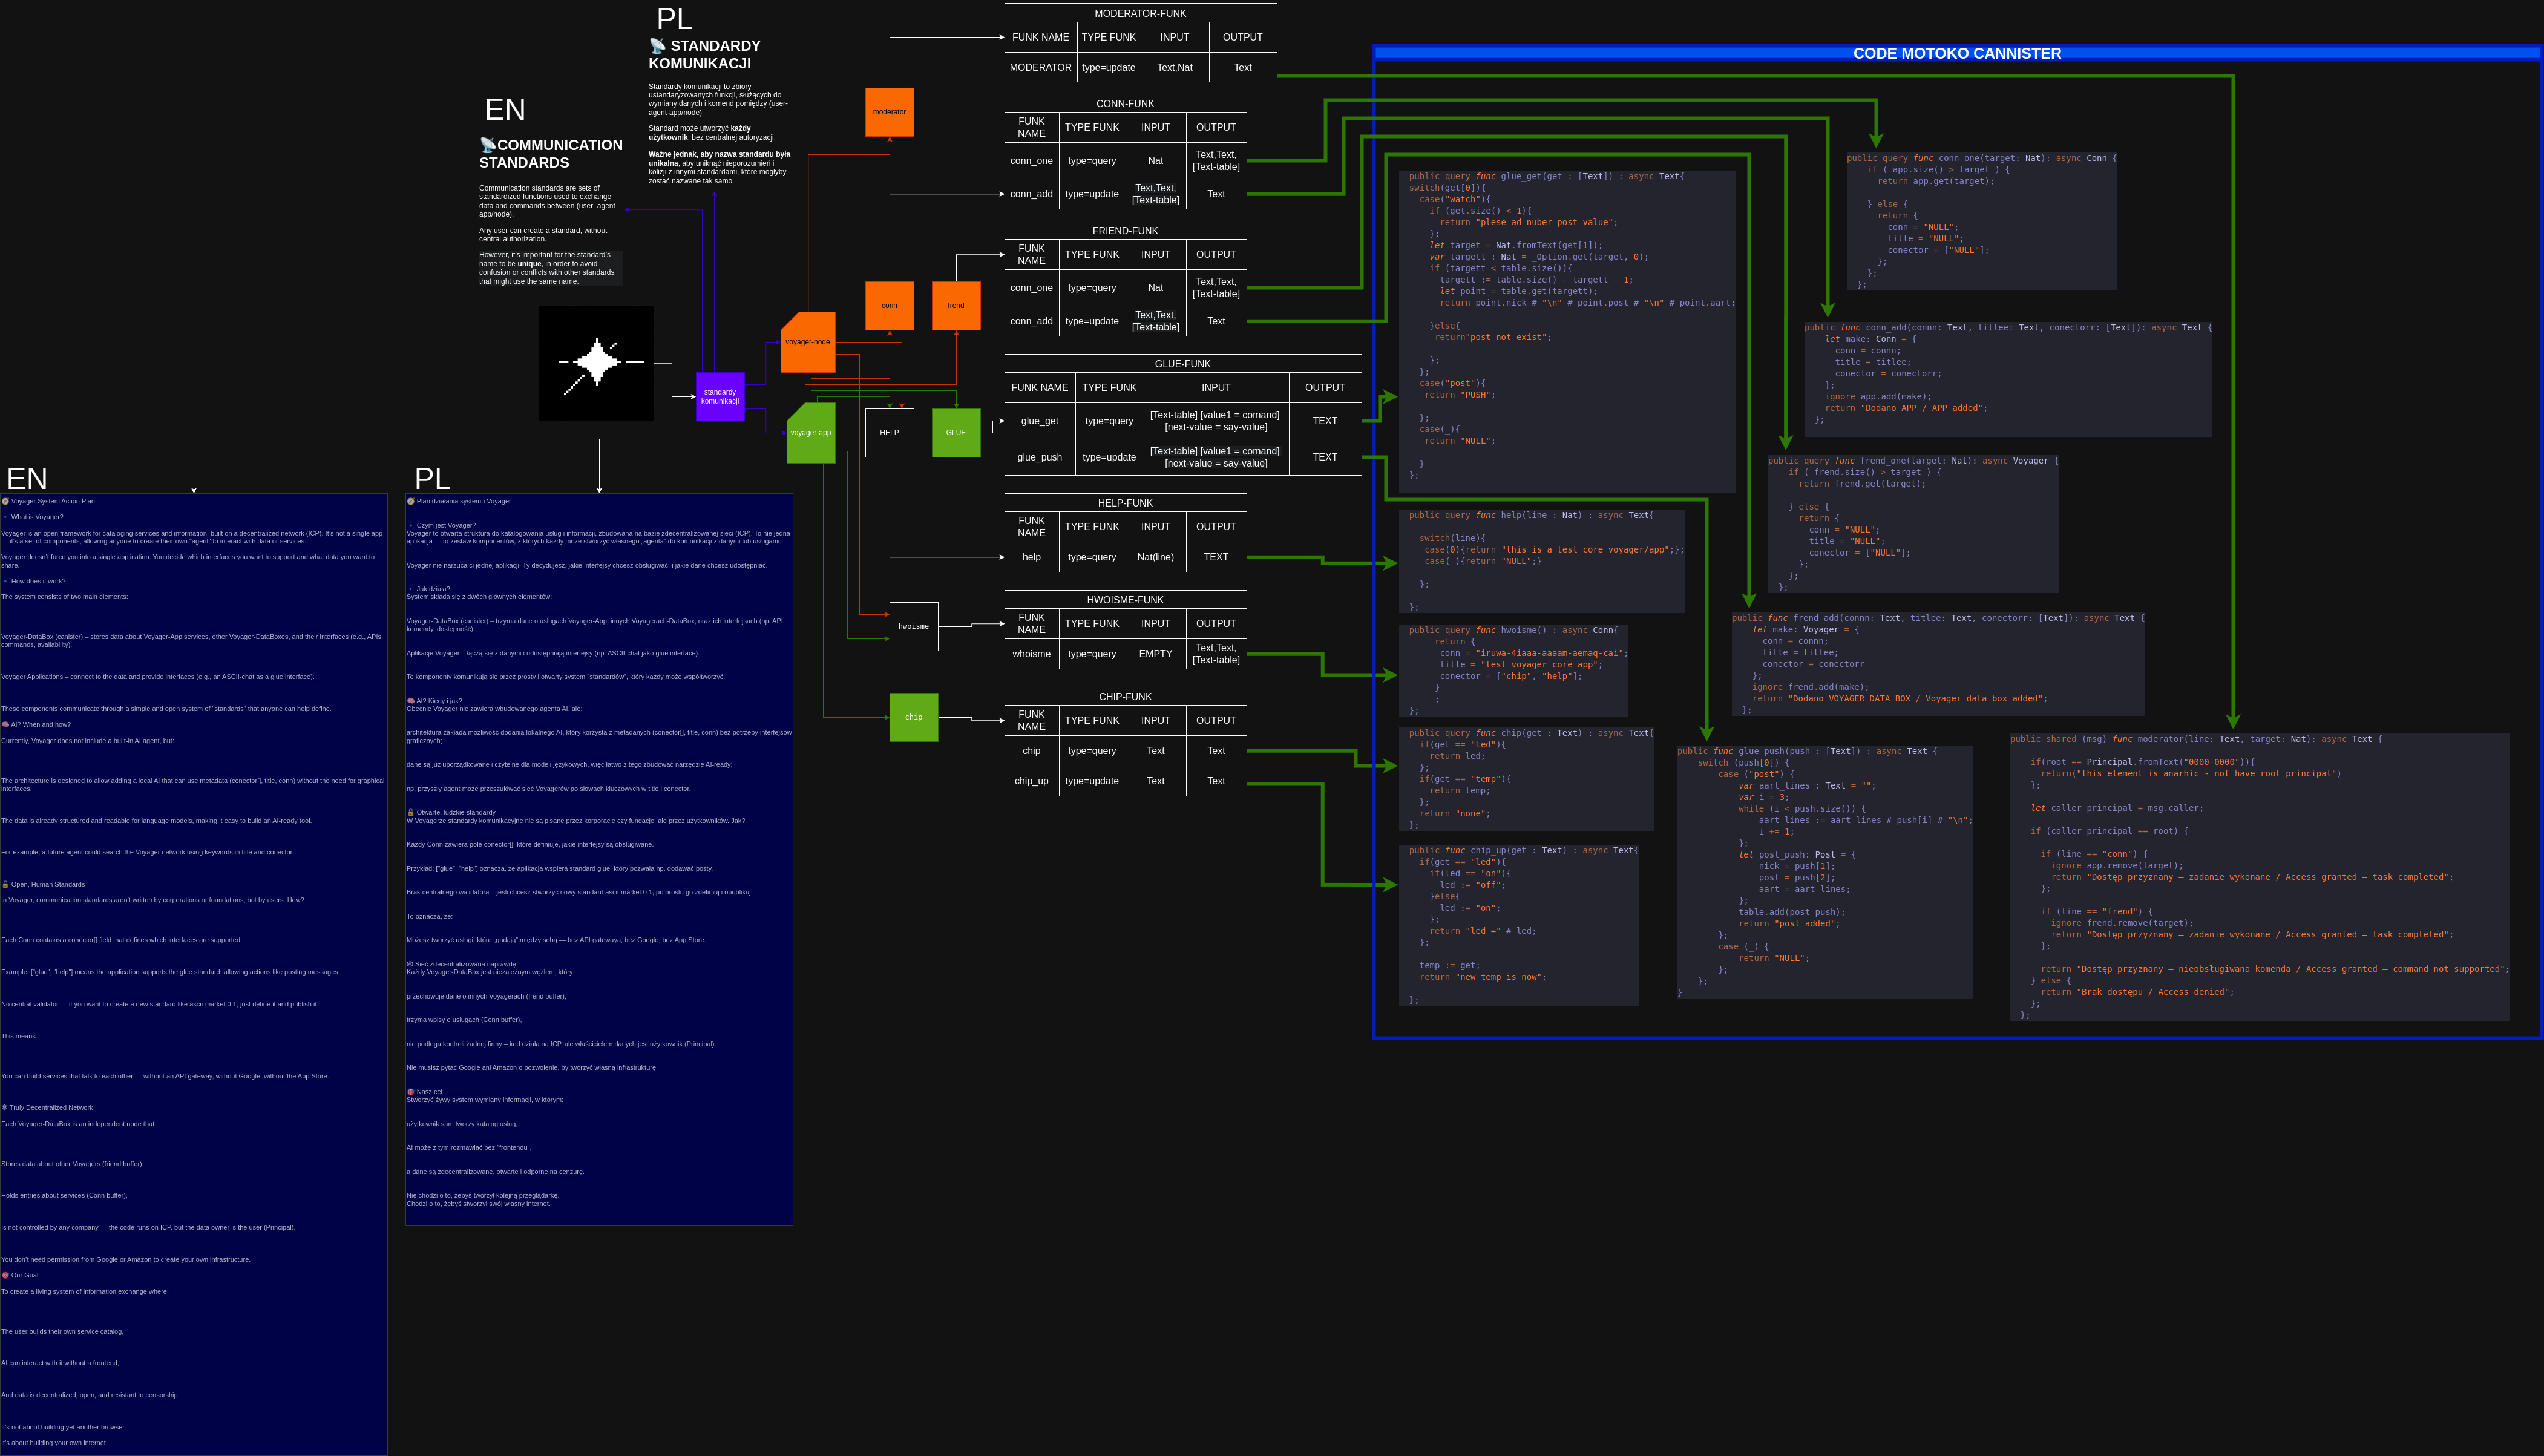 PL
📡 STANDARDY
KOMUNIKACJI
Standardy komunikacji to zbiory
ustandaryzowanych funkcji, służących do
wymiany danych i komend pomiędzy (user-
agent-app/node)
Standard może utworzyć każdy
użytkownik, bez centralnej autoryzacji.
Ważne jednak, aby nazwa standardu była
unikalna, aby uniknąć nieporozumień i
kolizji z innymi standardami, które mogłyby
zostać nazwane tak samo.
EN
📡COMMUNICATION
STANDARDS
Communication standards are sets of
standardized functions used to exchange
data and commands between (user–agent–
app/node).
Any user can create a standard, without
central authorization.
However, it's important for the standard's
name to be unique, in order to avoid
confusion or conflicts with other standards
that might use the same name.
standardy
komunikacji
voyager-node
voyager-app
moderator
conn
frend
HELP
GLUE
hwoisme
chip
EN
🧭 Voyager System Action Plan
🔹 What is Voyager?
Voyager is an open framework for cataloging services and information, built on a decentralized network (ICP). It's not a single app
— it's a set of components, allowing anyone to create their own "agent" to interact with data or services.
Voyager doesn't force you into a single application. You decide which interfaces you want to support and what data you want to
share.
🔹 How does it work?
The system consists of two main elements:
Voyager-DataBox (canister) – stores data about Voyager-App services, other Voyager-DataBoxes, and their interfaces (e.g., APIs,
commands, availability).
Voyager Applications – connect to the data and provide interfaces (e.g., an ASCII-chat as a glue interface).
These components communicate through a simple and open system of "standards" that anyone can help define.
🧠 AI? When and how?
Currently, Voyager does not include a built-in AI agent, but:
The architecture is designed to allow adding a local AI that can use metadata (conector[], title, conn) without the need for graphical
interfaces.
The data is already structured and readable for language models, making it easy to build an AI-ready tool.
For example, a future agent could search the Voyager network using keywords in title and conector.
🔓 Open, Human Standards
In Voyager, communication standards aren't written by corporations or foundations, but by users. How?
Each Conn contains a conector[] field that defines which interfaces are supported.
Example: ["glue", "help"] means the application supports the glue standard, allowing actions like posting messages.
No central validator — if you want to create a new standard like ascii-market:0.1, just define it and publish it.
This means:
You can build services that talk to each other — without an API gateway, without Google, without the App Store.
🕸 Truly Decentralized Network
Each Voyager-DataBox is an independent node that:
Stores data about other Voyagers (friend buffer),
Holds entries about services (Conn buffer),
Is not controlled by any company — the code runs on ICP, but the data owner is the user (Principal).
You don't need permission from Google or Amazon to create your own infrastructure.
🎯 Our Goal
To create a living system of information exchange where:
The user builds their own service catalog,
AI can interact with it without a frontend,
And data is decentralized, open, and resistant to censorship.
It's not about building yet another browser.
It's about building your own internet.
PL
🧭 Plan działania systemu Voyager
🔹 Czym jest Voyager?
Voyager to otwarta struktura do katalogowania usług i informacji, zbudowana na bazie zdecentralizowanej sieci (ICP). To nie jedna
aplikacja — to zestaw komponentów, z których każdy może stworzyć własnego „agenta" do komunikacji z danymi lub usługami.
Voyager nie narzuca ci jednej aplikacji. Ty decydujesz, jakie interfejsy chcesz obsługiwać, i jakie dane chcesz udostępniać.
🔹 Jak działa?
System składa się z dwóch głównych elementów:
Voyager-DataBox (canister) – trzyma dane o usługach Voyager-App, innych Voyagerach-DataBox, oraz ich interfejsach (np. API,
komendy, dostępność).
Aplikacje Voyager – łączą się z danymi i udostępniają interfejsy (np. ASCII-chat jako glue interface).
Te komponenty komunikują się przez prosty i otwarty system "standardów", który każdy może współtworzyć.
🧠 AI? Kiedy i jak?
Obecnie Voyager nie zawiera wbudowanego agenta AI, ale:
architektura zakłada możliwość dodania lokalnego AI, który korzysta z metadanych (conector[], title, conn) bez potrzeby interfejsów
graficznych;
dane są już uporządkowane i czytelne dla modeli językowych, więc łatwo z tego zbudować narzędzie AI-ready;
np. przyszły agent może przeszukiwać sieć Voyagerów po słowach kluczowych w title i conector.
🔓 Otwarte, ludzkie standardy
W Voyagerze standardy komunikacyjne nie są pisane przez korporacje czy fundacje, ale przez użytkowników. Jak?
Każdy Conn zawiera pole conector[], które definiuje, jakie interfejsy są obsługiwane.
Przykład: ["glue", "help"] oznacza, że aplikacja wspiera standard glue, który pozwala np. dodawać posty.
Brak centralnego walidatora – jeśli chcesz stworzyć nowy standard ascii-market:0.1, po prostu go zdefiniuj i opublikuj.
To oznacza, że:
Możesz tworzyć usługi, które „gadają" między sobą — bez API gatewaya, bez Google, bez App Store.
🕸 Sieć zdecentralizowana naprawdę
Każdy Voyager-DataBox jest niezależnym węzłem, który:
przechowuje dane o innych Voyagerach (frend buffer),
trzyma wpisy o usługach (Conn buffer),
nie podlega kontroli żadnej firmy – kod działa na ICP, ale właścicielem danych jest użytkownik (Principal).
Nie musisz pytać Google ani Amazon o pozwolenie, by tworzyć własną infrastrukturę.
🎯 Nasz cel
Stworzyć żywy system wymiany informacji, w którym:
użytkownik sam tworzy katalog usług,
AI może z tym rozmawiać bez "frontendu",
a dane są zdecentralizowane, otwarte i odporne na cenzurę.
Nie chodzi o to, żebyś tworzył kolejną przeglądarkę.
Chodzi o to, żebyś stworzył swój własny internet.
MODERATOR-FUNK
FUNK NAME TYPE FUNK INPUT OUTPUT
MODERATOR type=update Text,Nat Text
CONN-FUNK
FUNK
NAME TYPE FUNK INPUT OUTPUT
conn_one type=query Nat Text,Text,
[Text-table]
conn_add type=update Text,Text,
[Text-table] Text
FRIEND-FUNK
FUNK
NAME TYPE FUNK INPUT OUTPUT
conn_one type=query Nat Text,Text,
[Text-table]
conn_add type=update Text,Text,
[Text-table] Text
GLUE-FUNK
FUNK NAME TYPE FUNK INPUT OUTPUT
glue_get type=query [Text-table] [value1 = comand]
[next-value = say-value] TEXT
glue_push type=update [Text-table] [value1 = comand]
[next-value = say-value] TEXT
HELP-FUNK
FUNK
NAME TYPE FUNK INPUT OUTPUT
help type=query Nat(line) TEXT
HWOISME-FUNK
FUNK
NAME TYPE FUNK INPUT OUTPUT
whoisme type=query EMPTY Text,Text,
[Text-table]
CHIP-FUNK
FUNK
NAME TYPE FUNK INPUT OUTPUT
chip type=query Text Text
chip_up type=update Text Text
CODE MOTOKO CANNISTER
public query func glue_get(get : [Text]) : async Text{
switch(get[0]){
case("watch"){
if (get.size() < 1){
return "plese ad nuber post value";
};
let target = Nat.fromText(get[1]);
var targett : Nat = _Option.get(target, 0);
if (targett < table.size()){
targett := table.size() - targett - 1;
let point = table.get(targett);
return point.nick # "\n" # point.post # "\n" # point.aart;
}else{
return"post not exist";
};
};
case("post"){
return "PUSH";
};
case(_){
return "NULL";
}
};
public query func help(line : Nat) : async Text{
switch(line){
case(0){return "this is a test core voyager/app";};
case(_){return "NULL";}
};
};
public query func hwoisme() : async Conn{
return {
conn = "iruwa-4iaaa-aaaam-aemaq-cai";
title = "test voyager core app";
conector = ["chip", "help"];
}
;
};
public query func chip(get : Text) : async Text{
if(get == "led"){
return led;
};
if(get == "temp"){
return temp;
};
return "none";
};
public func chip_up(get : Text) : async Text{
if(get == "led"){
if(led == "on"){
led := "off";
}else{
led := "on";
};
return "led =" # led;
};
temp := get;
return "new temp is now";
};
public query func conn_one(target: Nat): async Conn {
if ( app.size() > target ) {
return app.get(target);
} else {
return {
conn = "NULL";
title = "NULL";
conector = ["NULL"];
};
};
};
public func conn_add(connn: Text, titlee: Text, conectorr: [Text]): async Text {
let make: Conn = {
conn = connn;
title = titlee;
conector = conectorr;
};
ignore app.add(make);
return "Dodano APP / APP added";
};
public query func frend_one(target: Nat): async Voyager {
if ( frend.size() > target ) {
return frend.get(target);
} else {
return {
conn = "NULL";
title = "NULL";
conector = ["NULL"];
};
};
};
public func frend_add(connn: Text, titlee: Text, conectorr: [Text]): async Text {
let make: Voyager = {
conn = connn;
title = titlee;
conector = conectorr
};
ignore frend.add(make);
return "Dodano VOYAGER DATA BOX / Voyager data box added";
};
public func glue_push(push : [Text]) : async Text {
switch (push[0]) {
case ("post") {
var aart_lines : Text = "";
var i = 3;
while (i < push.size()) {
aart_lines := aart_lines # push[i] # "\n";
i += 1;
};
let post_push: Post = {
nick = push[1];
post = push[2];
aart = aart_lines;
};
table.add(post_push);
return "post added";
};
case (_) {
return "NULL";
};
};
}
public shared (msg) func moderator(line: Text, target: Nat): async Text {
if(root == Principal.fromText("0000-0000")){
return("this element is anarhic - not have root principal")
};
let caller_principal = msg.caller;
if (caller_principal == root) {
if (line == "conn") {
ignore app.remove(target);
return "Dostęp przyznany – zadanie wykonane / Access granted – task completed";
};
if (line == "frend") {
ignore frend.remove(target);
return "Dostęp przyznany – zadanie wykonane / Access granted – task completed";
};
return "Dostęp przyznany – nieobsługiwana komenda / Access granted – command not supported";
} else {
return "Brak dostępu / Access denied";
};
};